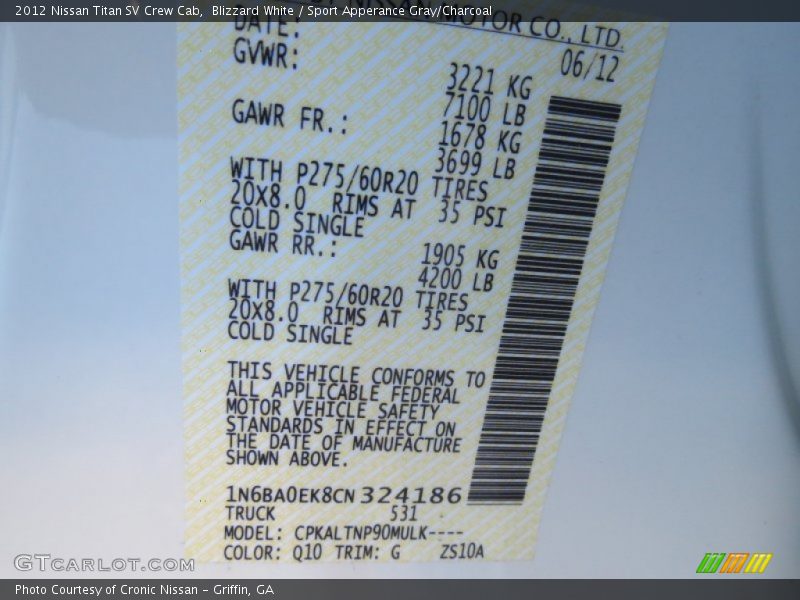 2012 Nissan Titan SV Crew Cab, Blizzard White / Sport Apperance Gray/Charcoal
BY NISSAN MOTOR CO., LTD.
DATE: 06/12
GVWR: 3221 KG
7100 LB
GAWR FR.: 1678 KG
3699 LB
WITH P275/60R20 TIRES
20X8.0 RIMS AT 35 PSI
COLD SINGLE
GAWR RR.: 1905 KG
4200 LB
WITH P275/60R20 TIRES
20X8.0 RIMS AT 35 PSI
COLD SINGLE
THIS VEHICLE CONFORMS TO
ALL APPLICABLE FEDERAL
MOTOR VEHICLE SAFETY
STANDARDS IN EFFECT ON
THE DATE OF MANUFACTURE
SHOWN ABOVE.
1N6BA0EK8CN324186
TRUCK 531
MODEL: CPKALTNP90MULK----
COLOR: Q10 TRIM: G ZS10A
GTCARLOT.COM
Photo Courtesy of Cronic Nissan - Griffin, GA